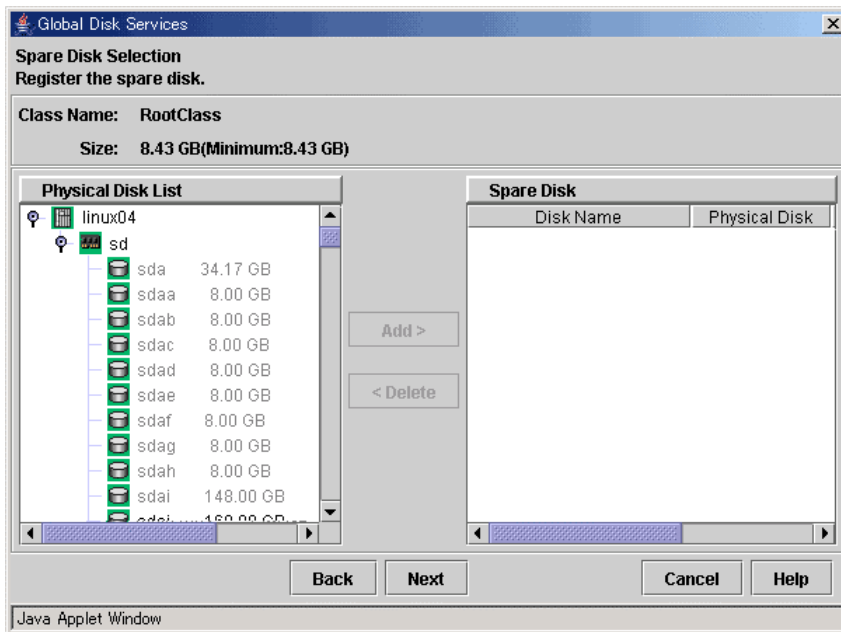 Global Disk Services
Spare Disk Selection
Register the spare disk.
Class Name: RootClass
Size: 8.43 GB(Minimum:8.43 GB)
Physical Disk List
linux04
sd
sda 34.17 GB
sdaa 8.00 GB
sdab 8.00 GB
sdac 8.00 GB
sdad 8.00 GB
sdae 8.00 GB
sdaf 8.00 GB
sdag 8.00 GB
sdah 8.00 GB
sdai 148.00 GB
Add >
< Delete
Spare Disk
Disk Name Physical Disk
Back Next Cancel Help
Java Applet Window